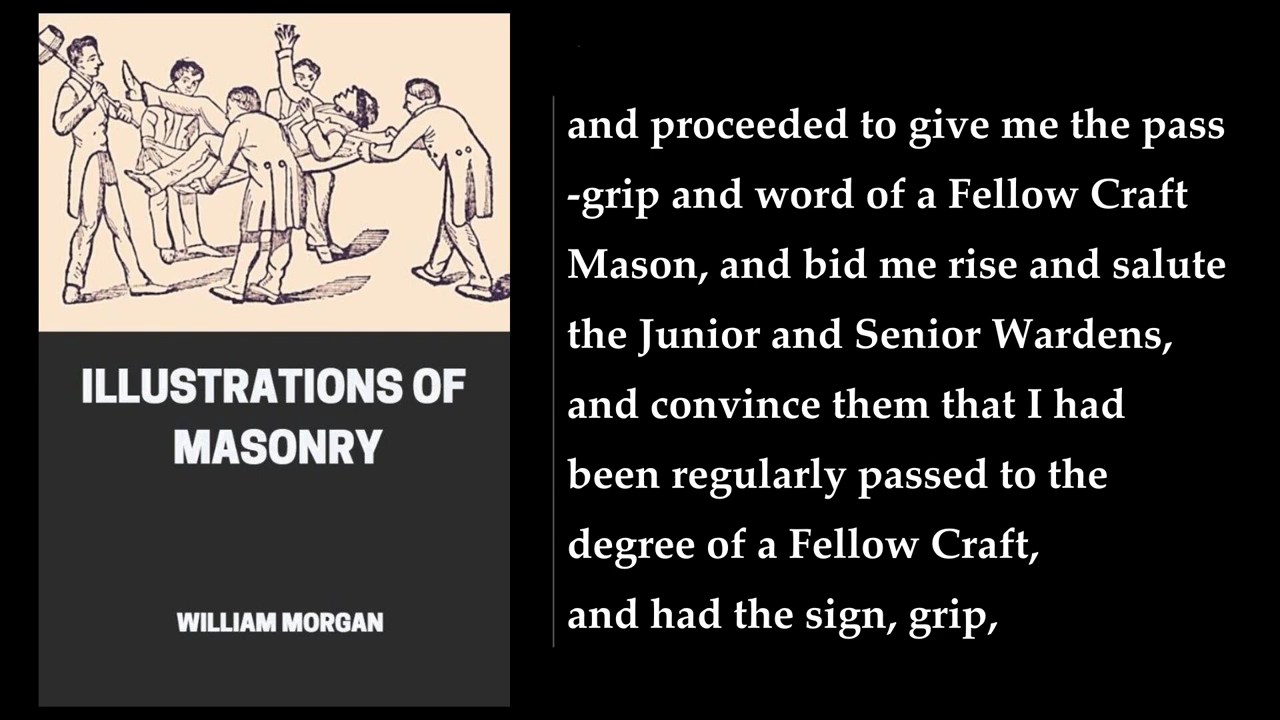 ILLUSTRATIONS OF
MASONRY
WILLIAM MORGAN
and proceeded to give me the pass
-grip and word of a Fellow Craft
Mason, and bid me rise and salute
the Junior and Senior Wardens,
and convince them that I had
been regularly passed to the
degree of a Fellow Craft,
and had the sign, grip,